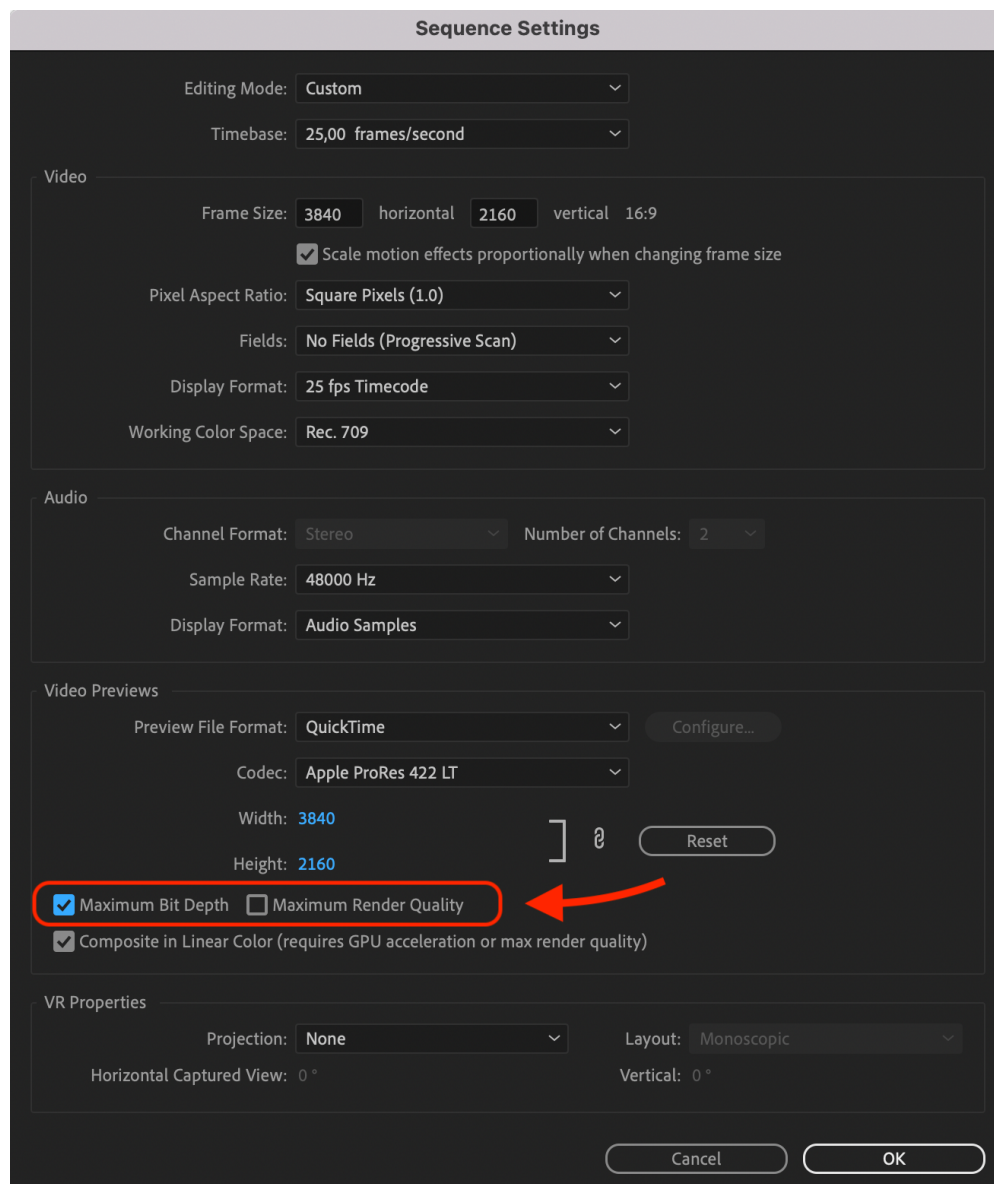 Sequence Settings
Editing Mode: Custom
Timebase: 25,00 frames/second
Video
Frame Size: 3840 horizontal 2160 vertical 16:9
Scale motion effects proportionally when changing frame size
Pixel Aspect Ratio: Square Pixels (1.0)
Fields: No Fields (Progressive Scan)
Display Format: 25 fps Timecode
Working Color Space: Rec. 709
Audio
Channel Format: Stereo Number of Channels: 2
Sample Rate: 48000 Hz
Display Format: Audio Samples
Video Previews
Preview File Format: QuickTime Configure...
Codec: Apple ProRes 422 LT
Width: 3840
Reset
Height: 2160
Maximum Bit Depth Maximum Render Quality
Composite in Linear Color (requires GPU acceleration or max render quality)
VR Properties
Projection: None Layout: Monoscopic
Horizontal Captured View: 0 ° Vertical: 0 °
Cancel OK